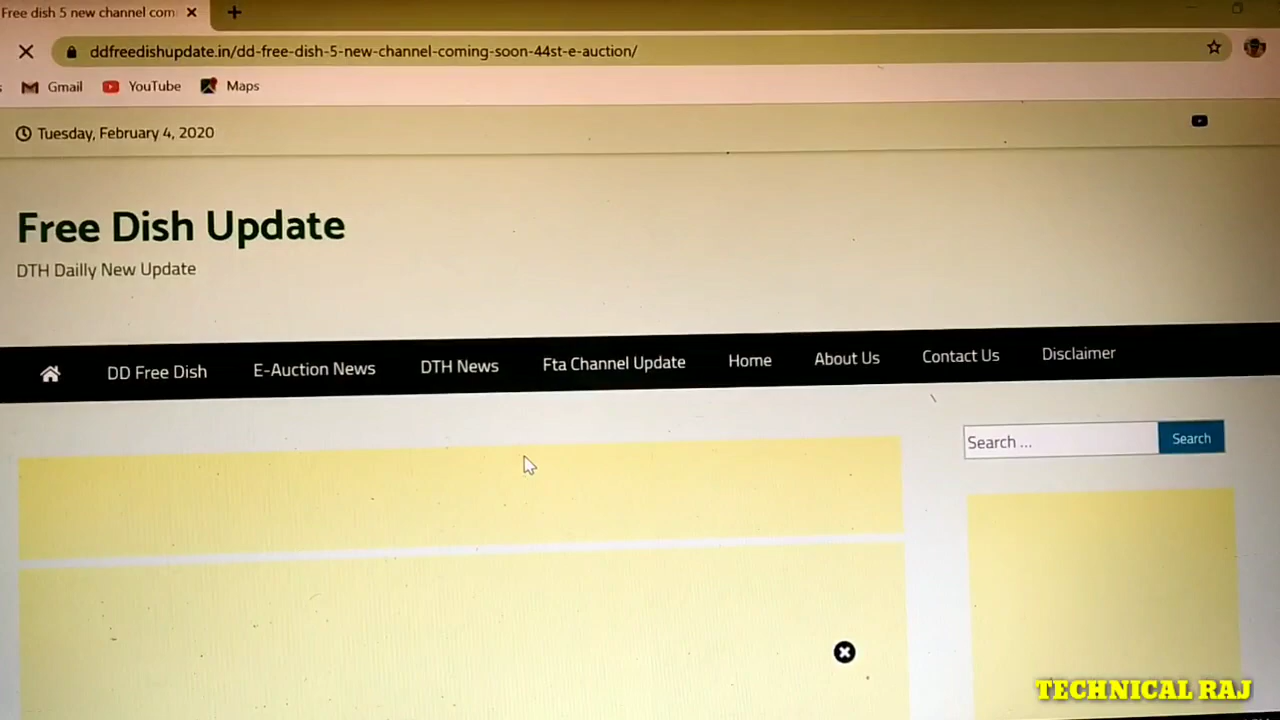 Free dish 5 new channel com
ddfreedishupdate.in/dd-free-dish-5-new-channel-coming-soon-44st-e-auction/
Gmail YouTube Maps
Tuesday, February 4, 2020
Free Dish Update
DTH Dailly New Update
DD Free Dish E-Auction News DTH News Fta Channel Update Home About Us Contact Us Disclaimer
Search ... Search
TECHNICAL RAJ